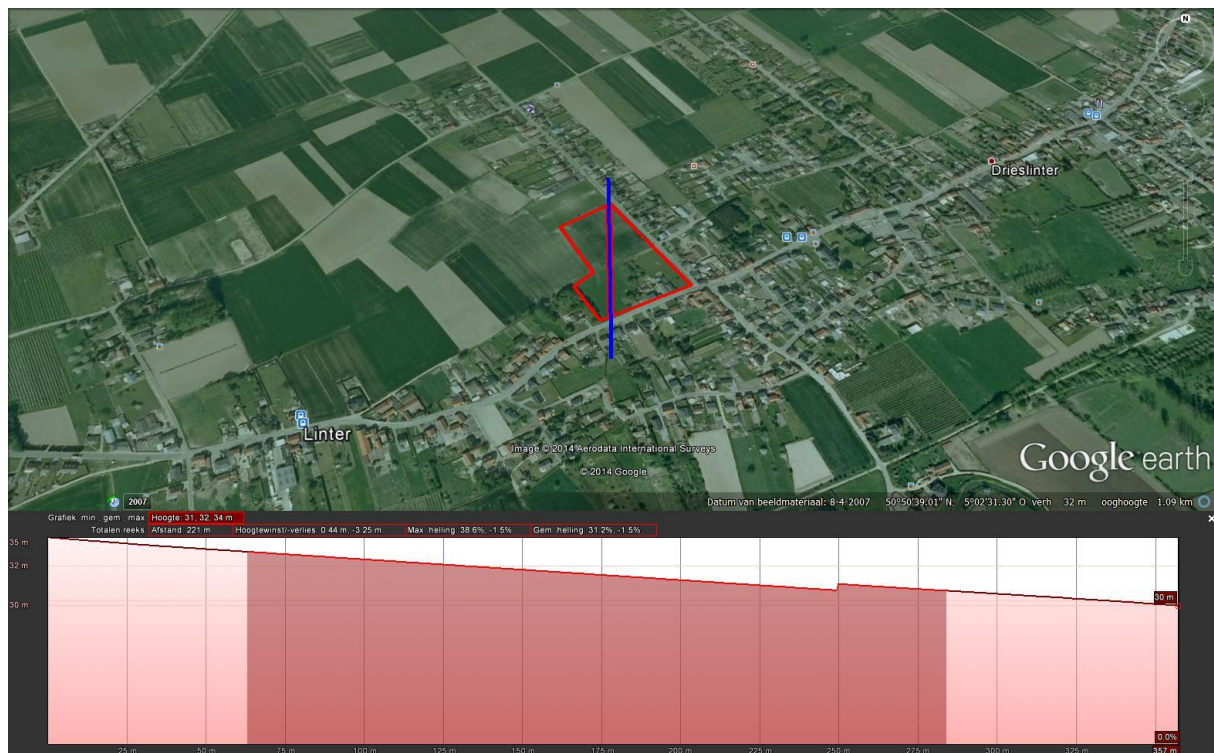 N
Drieslinter
Linter
Image © 2014 Aerodata International Surveys
© 2014 Google
Google earth
2007
Datum van beeldmateriaal: 8-4-2007 50°50'39.01" N 5°02'31.30" O verh 32 m ooghoogte 1.09 km
Grafiek: min., gem., max. Hoogte: 31, 32, 34 m
Totalen reeks: Afstand: 221 m Hoogtewinst/-verlies: 0.44 m, -3.25 m Max. helling: 38.6%, -1.5% Gem. helling: 31.2%, -1.5%
35 m
32 m
30 m
30 m
0.0%
25 m 50 m 75 m 100 m 125 m 150 m 175 m 200 m 225 m 250 m 275 m 300 m 325 m 357 m